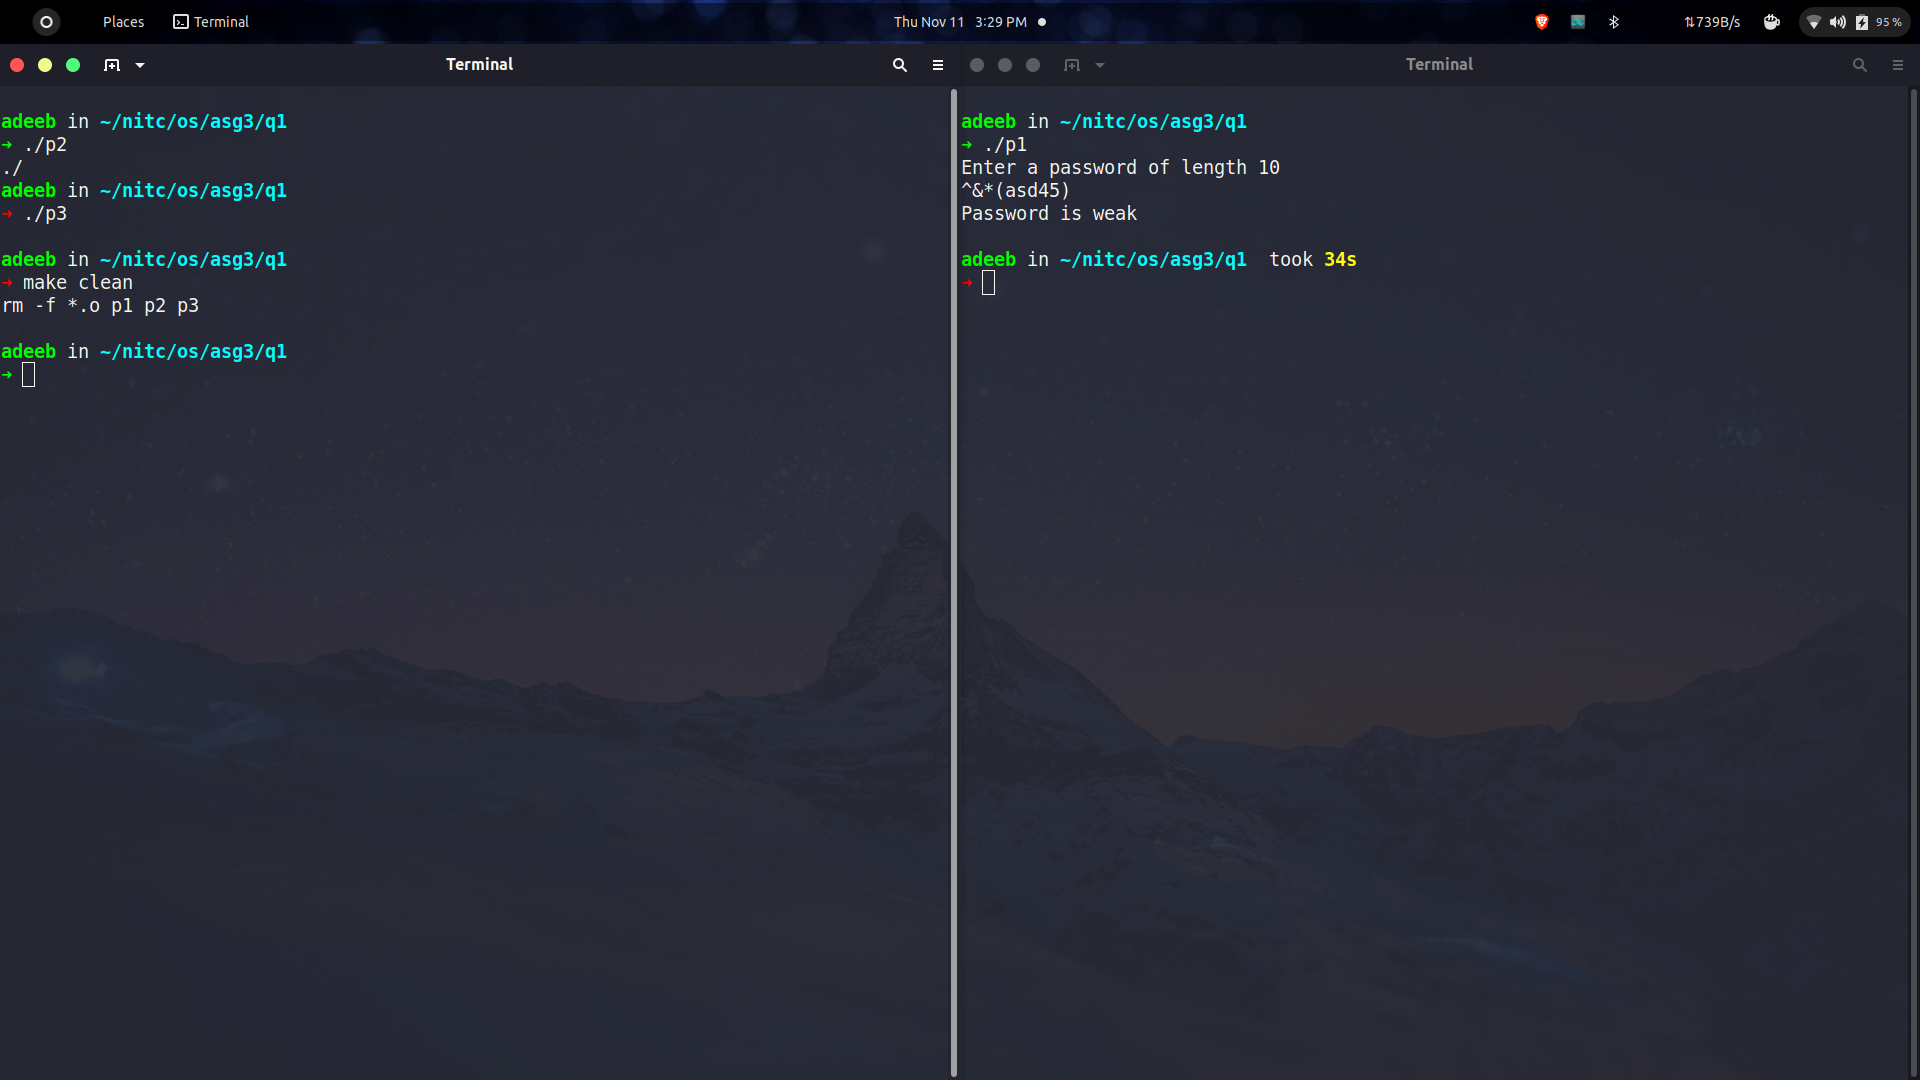 Places Terminal Thu Nov 11 3:29 PM ⇅739B/s 95 %
Terminal
adeeb in ~/nitc/os/asg3/q1
➜ ./p2
./
adeeb in ~/nitc/os/asg3/q1
➜ ./p3
adeeb in ~/nitc/os/asg3/q1
➜ make clean
rm -f *.o p1 p2 p3
adeeb in ~/nitc/os/asg3/q1
➜
Terminal
adeeb in ~/nitc/os/asg3/q1
➜ ./p1
Enter a password of length 10
^&*(asd45)
Password is weak
adeeb in ~/nitc/os/asg3/q1 took 34s
➜